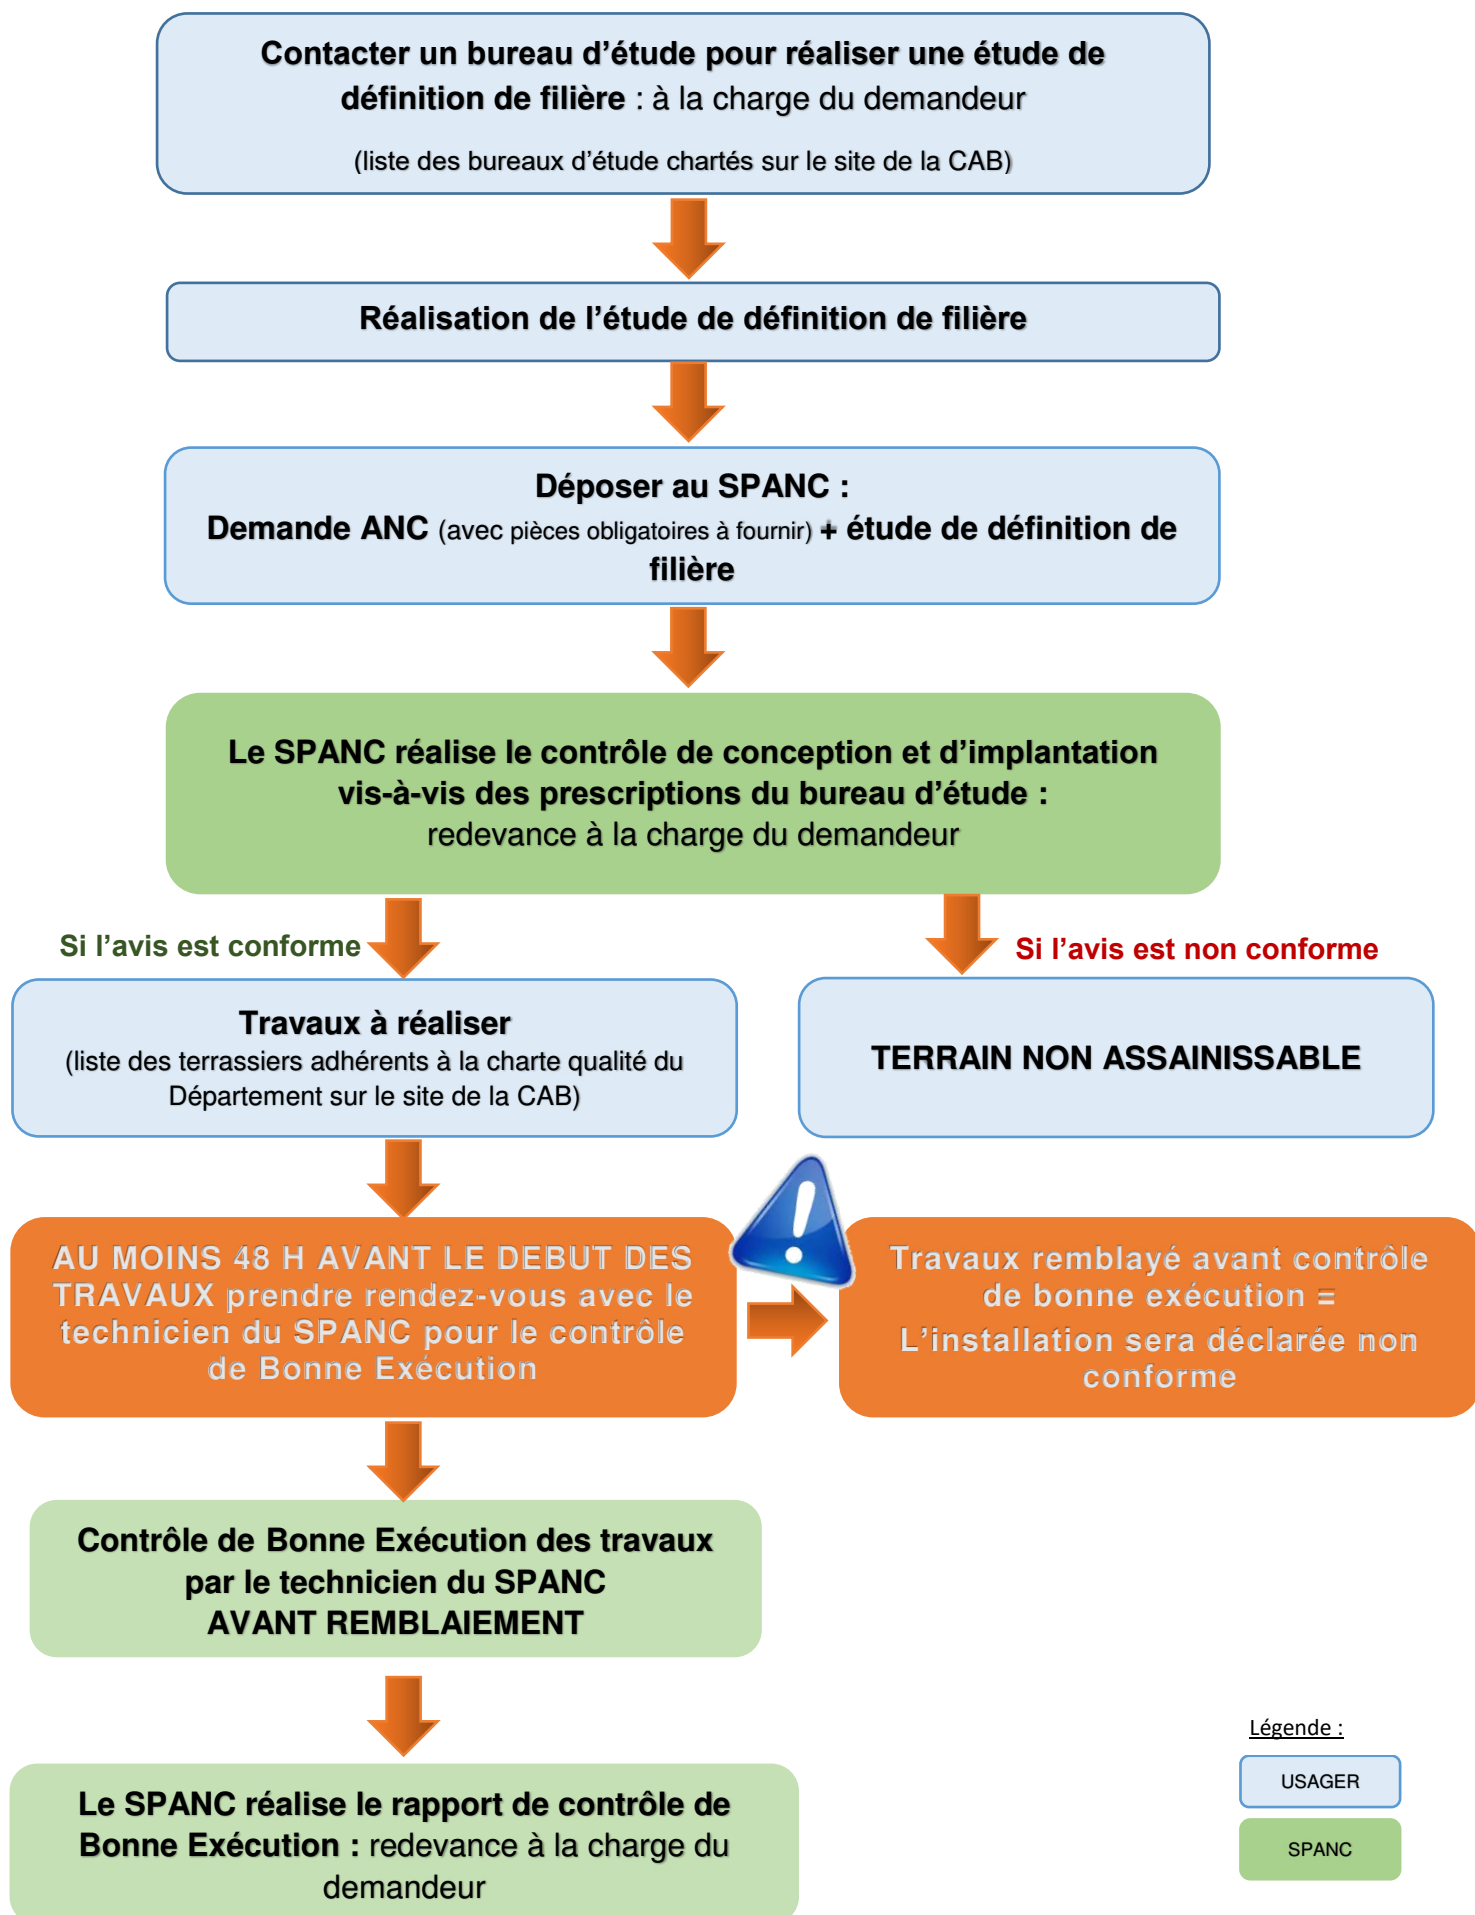 Contacter un bureau d’étude pour réaliser une étude de
définition de filière : à la charge du demandeur
(liste des bureaux d’étude chartés sur le site de la CAB)
Réalisation de l’étude de définition de filière
Déposer au SPANC :
Demande ANC (avec pièces obligatoires à fournir) + étude de définition de
filière
Le SPANC réalise le contrôle de conception et d’implantation
vis-à-vis des prescriptions du bureau d’étude :
redevance à la charge du demandeur
Si l’avis est conforme
Si l’avis est non conforme
Travaux à réaliser
(liste des terrassiers adhérents à la charte qualité du
Département sur le site de la CAB)
TERRAIN NON ASSAINISSABLE
AU MOINS 48 H AVANT LE DEBUT DES
TRAVAUX prendre rendez-vous avec le
technicien du SPANC pour le contrôle
de Bonne Exécution
Travaux remblayé avant contrôle
de bonne exécution =
L’installation sera déclarée non
conforme
Contrôle de Bonne Exécution des travaux
par le technicien du SPANC
AVANT REMBLAIEMENT
Le SPANC réalise le rapport de contrôle de
Bonne Exécution : redevance à la charge du
demandeur
Légende :
USAGER
SPANC